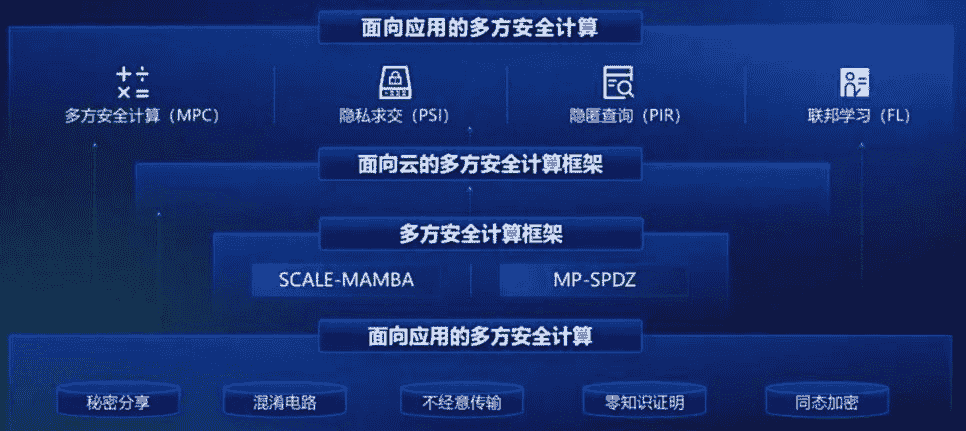 面向应用的多方安全计算
多方安全计算（MPC）
隐私求交（PSI）
隐匿查询（PIR）
联邦学习（FL）
面向云的多方安全计算框架
多方安全计算框架
SCALE-MAMBA
MP-SPDZ
面向应用的多方安全计算
秘密分享
混淆电路
不经意传输
零知识证明
同态加密